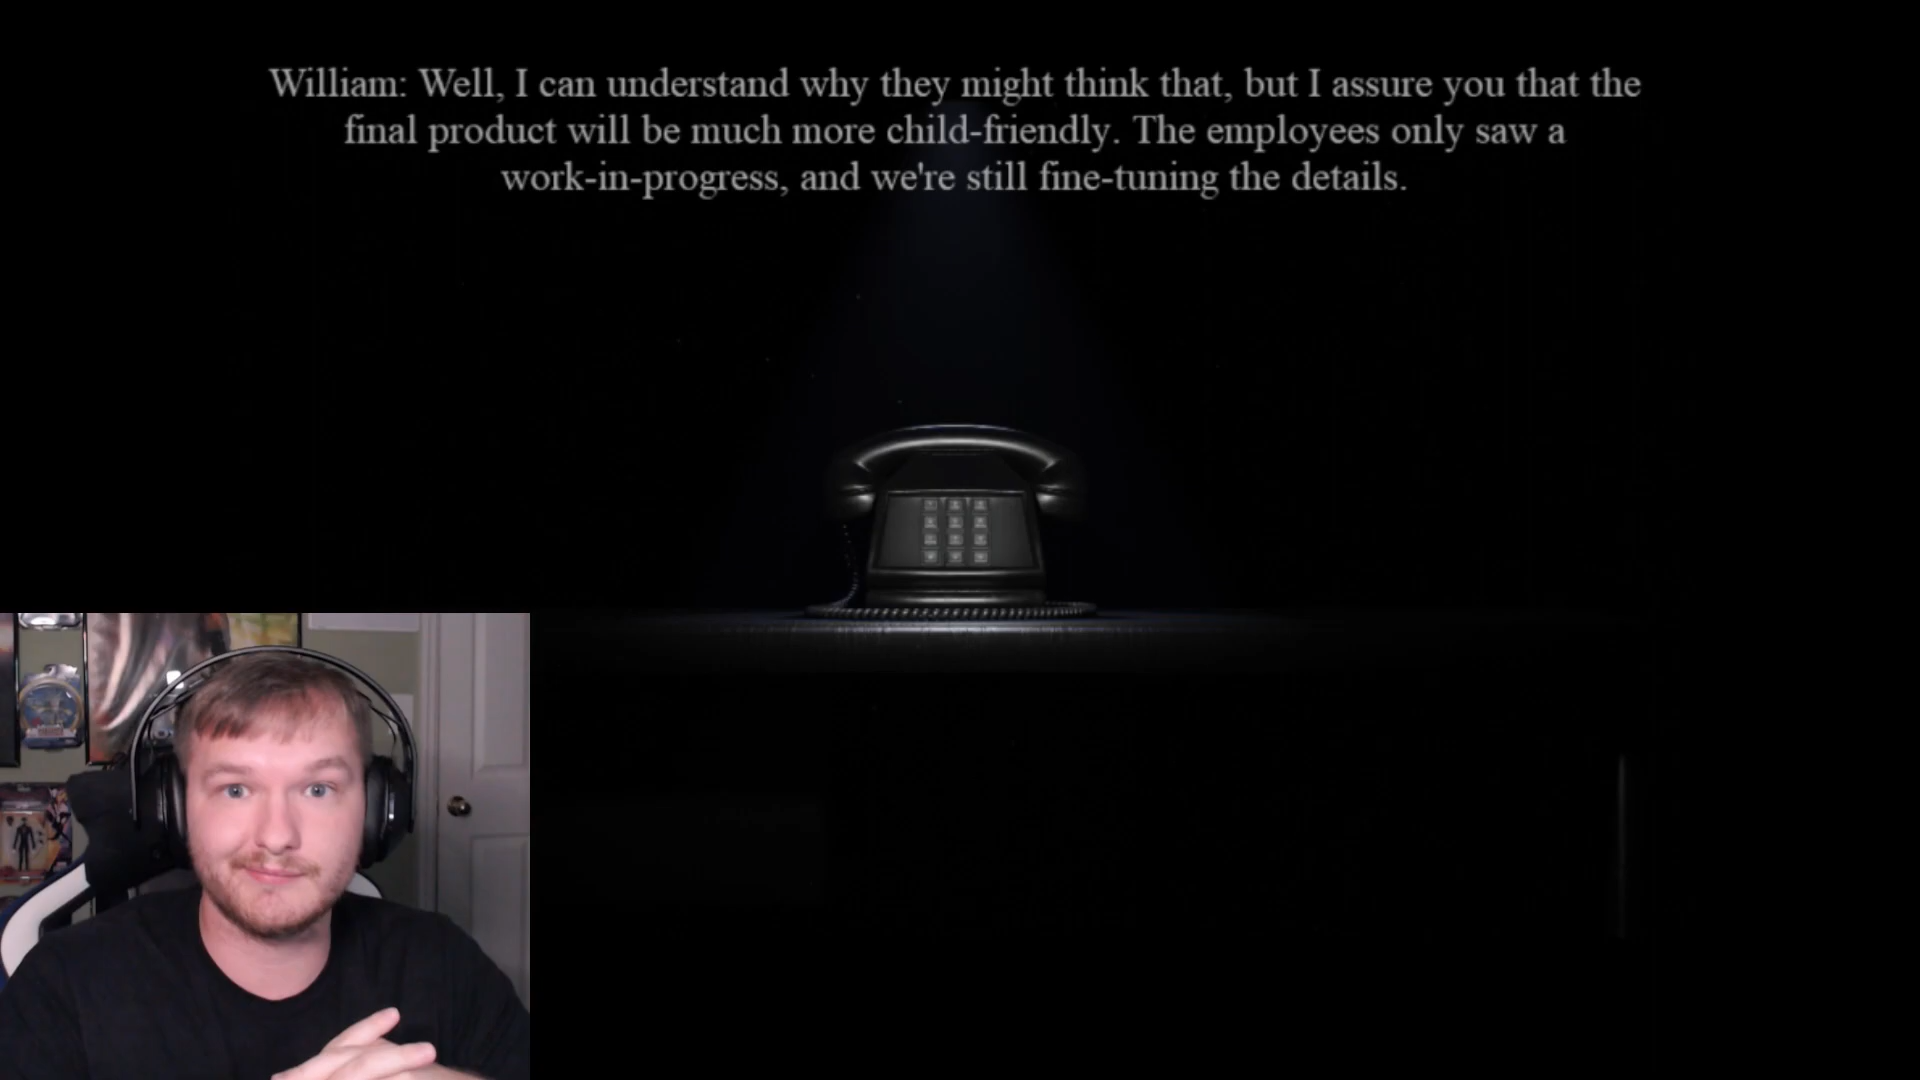 William: Well, I can understand why they might think that, but I assure you that the
final product will be much more child-friendly. The employees only saw a
work-in-progress, and we're still fine-tuning the details.